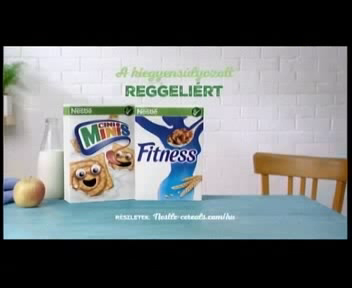 A kiegyensúlyozott
REGGELIÉRT
Nestlé
Nestlé
CINI
MINIS
Fitness
RÉSZLETEK: Nestle-cereals.com/hu